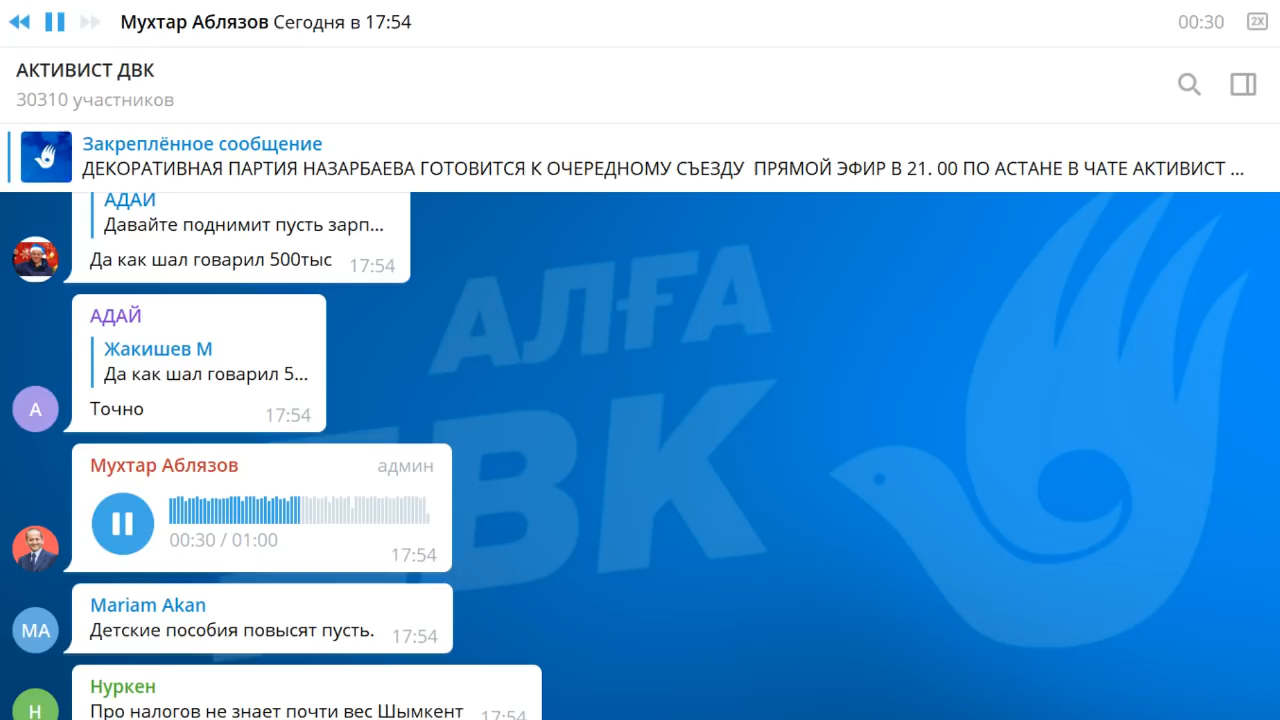 Мухтар Аблязов Сегодня в 17:54
00:30
2X
АКТИВИСТ ДВК
30310 участников
Закреплённое сообщение
ДЕКОРАТИВНАЯ ПАРТИЯ НАЗАРБАЕВА ГОТОВИТСЯ К ОЧЕРЕДНОМУ СЪЕЗДУ ПРЯМОЙ ЭФИР В 21. 00 ПО АСТАНЕ В ЧАТЕ АКТИВИСТ ...
АДАЙ
Давайте поднимит пусть зарп...
Да как шал говарил 500тыс 17:54
АДАЙ
Жакишев М
Да как шал говарил 5...
А
Точно 17:54
Мухтар Аблязов админ
00:30 / 01:00
17:54
Mariam Akan
MA
Детские пособия повысят пусть. 17:54
Нуркен
Н
Про налогов не знает почти вес Шымкент 17:54
АЛҒА
ДВК